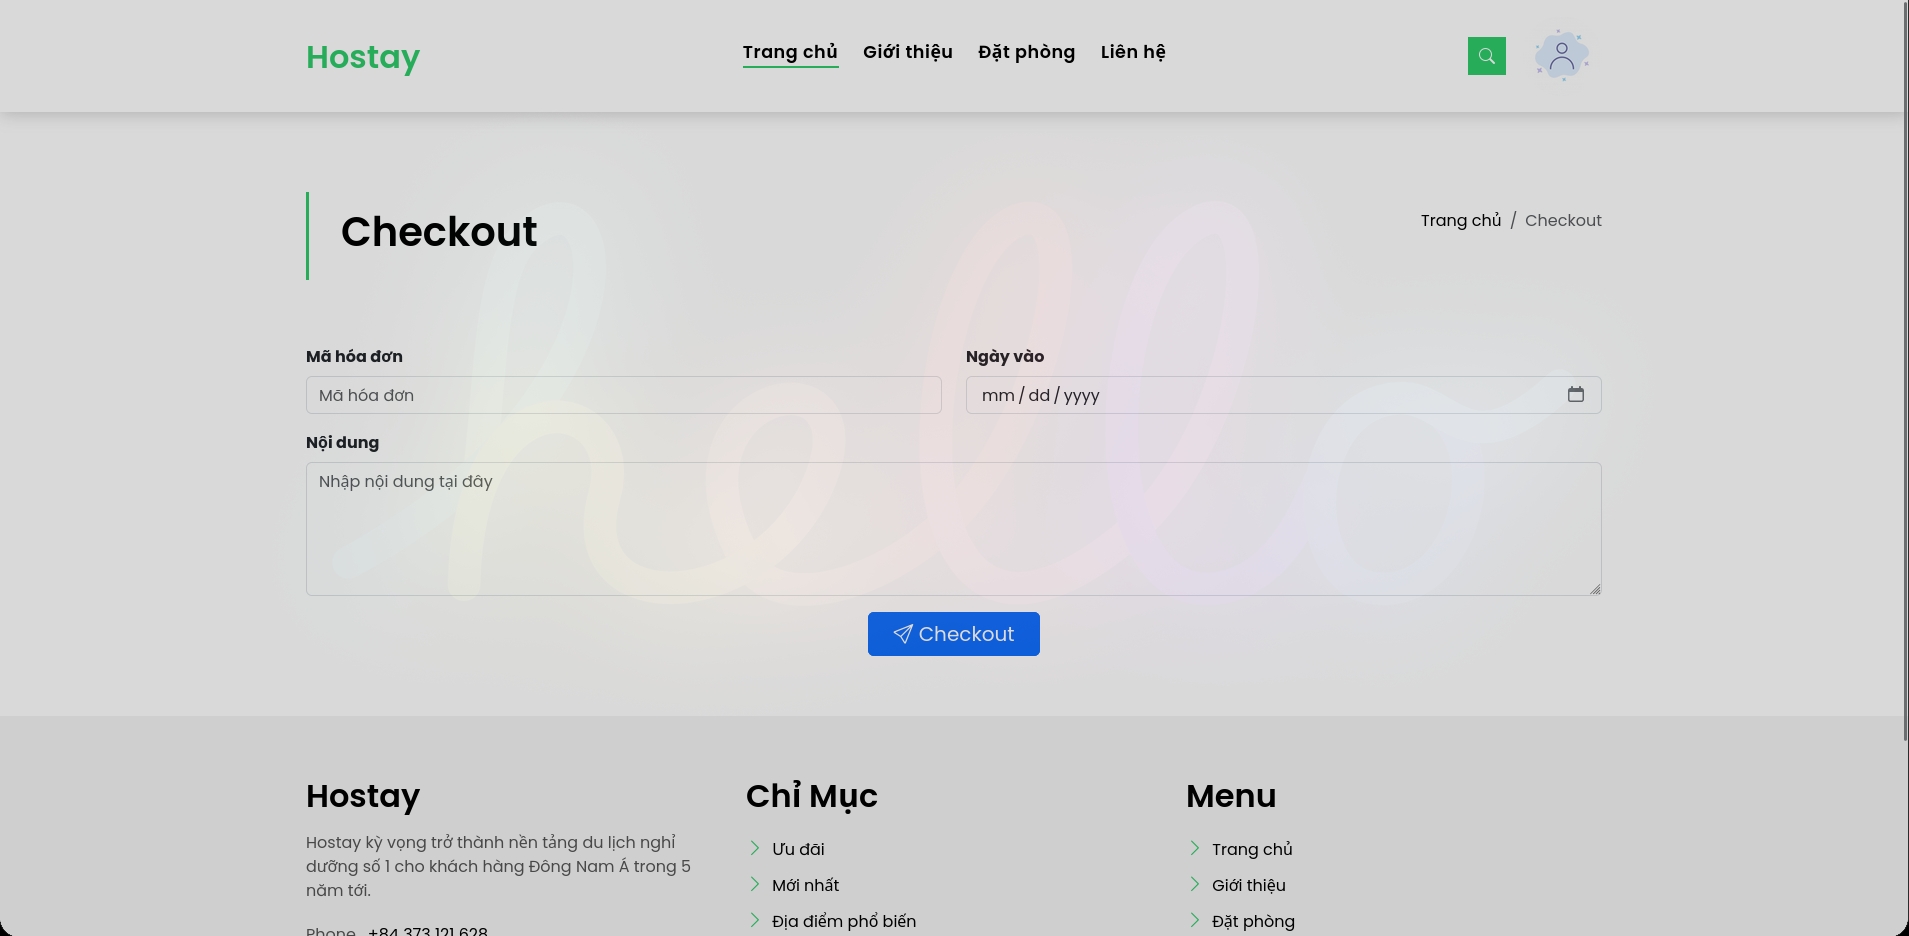 Hostay
Trang chủ Giới thiệu Đặt phòng Liên hệ
Checkout
Trang chủ / Checkout
Mã hóa đơn
Mã hóa đơn
Ngày vào
mm/dd/yyyy
Nội dung
Nhập nội dung tại đây
hello
Checkout
Hostay
Hostay kỳ vọng trở thành nền tảng du lịch nghỉ
dưỡng số 1 cho khách hàng Đông Nam Á trong 5
năm tới.
Phone +84 373 121 628
Chỉ Mục
Ưu đãi
Mới nhất
Địa điểm phổ biến
Menu
Trang chủ
Giới thiệu
Đặt phòng